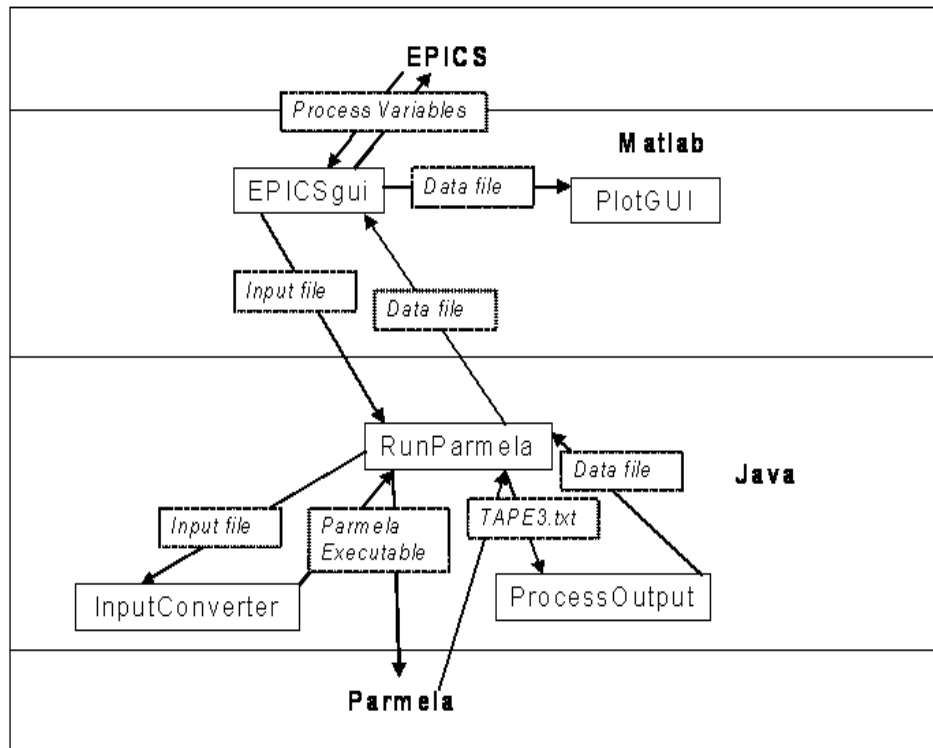 EPICS
Process Variables
Matlab
EPICSgui
Data file
PlotGUI
Input file
Data file
RunParmela
Data file
Java
Input file
Parmela
Executable
TAPE3.txt
InputConverter
ProcessOutput
Parmela